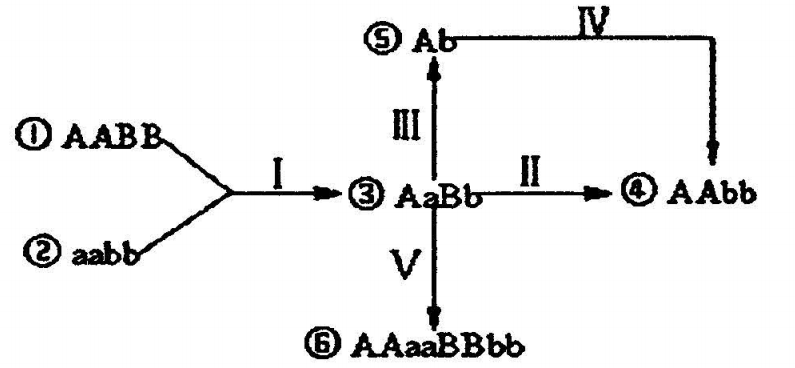 ⑤ Ab
Ⅳ
① AABB
Ⅲ
Ⅰ
③ AaBb
Ⅱ
④ AAbb
② aabb
Ⅴ
⑥ AAaaBBbb